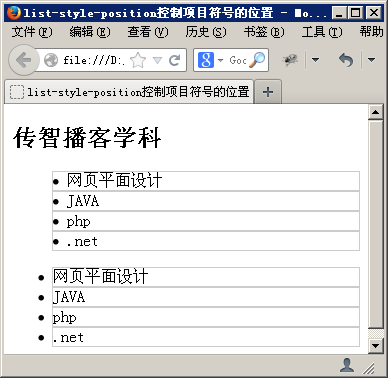 list-style-position控制项目符号的位置 - Mo...
文件(F) 编辑(E) 查看(V) 历史(S) 书签(B) 工具(T) 帮助
file:///D:. Goc
list-style-position控制项目符号的位置
传智播客学科
• 网页平面设计
• JAVA
• php
• .net
• 网页平面设计
• JAVA
• php
• .net